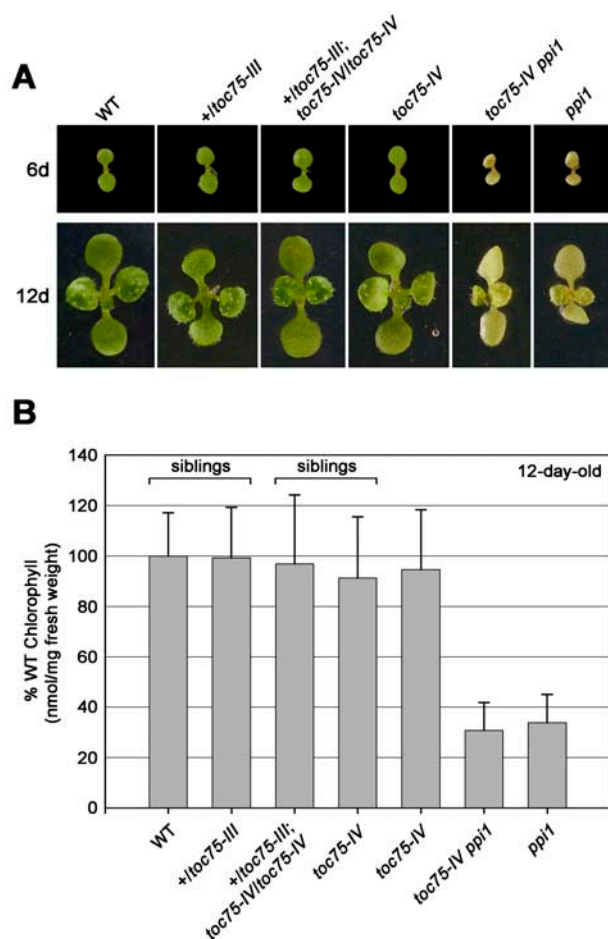 A
WT
+/toc75-III
+/toc75-III;
toc75-IV/toc75-IV
toc75-IV
toc75-IV ppi1
ppi1
6d
12d
B
% WT Chlorophyll
(nmol/mg fresh weight)
140
120
100
80
60
40
20
0
siblings
siblings
12-day-old
WT
+/toc75-III
+/toc75-III;
toc75-IV/toc75-IV
toc75-IV
toc75-IV
toc75-IV ppi1
ppi1